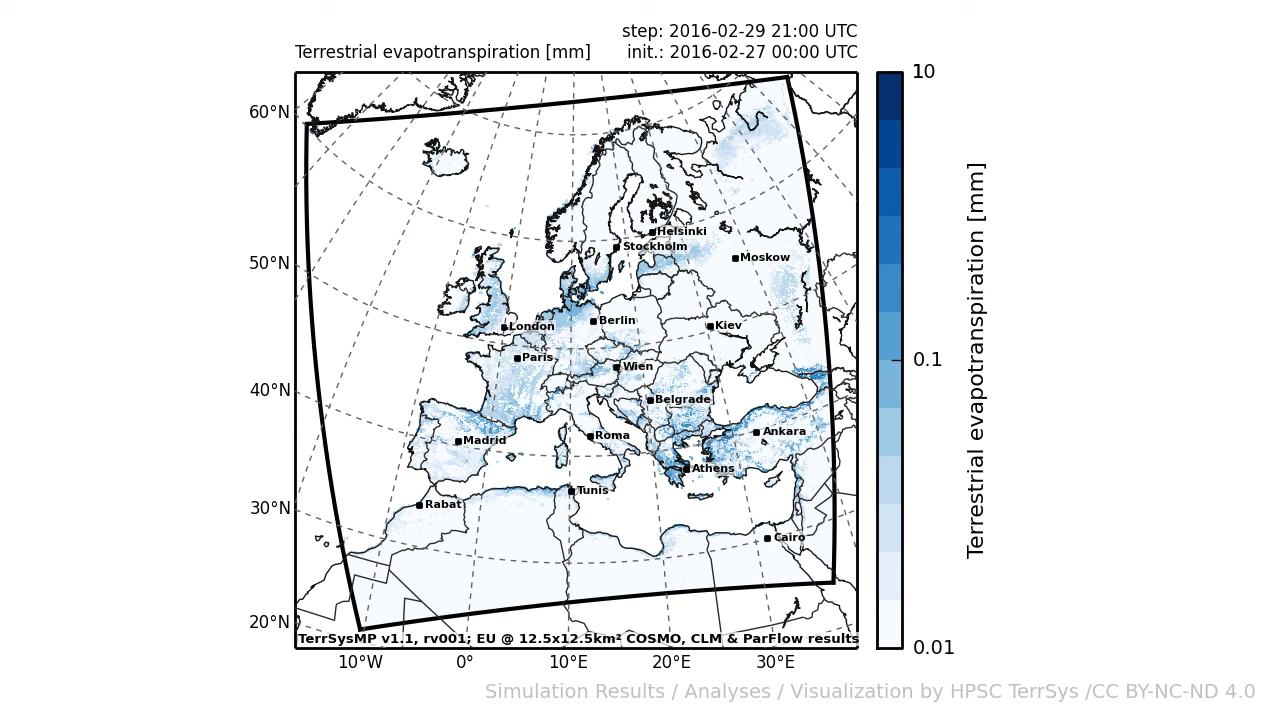 step: 2016-02-29 21:00 UTC
Terrestrial evapotranspiration [mm] init.: 2016-02-27 00:00 UTC
10
60°N
Helsinki
Stockholm
50°N
Moskow
London
Berlin
Kiev
Paris
Wien
0.1
Terrestrial evapotranspiration [mm]
40°N
Belgrade
Madrid
Roma
Ankara
Athens
Tunis
30°N
Rabat
Cairo
20°N
TerrSysMP v1.1, rv001; EU @ 12.5x12.5km² COSMO, CLM & ParFlow results
0.01
10°W 0° 10°E 20°E 30°E
Simulation Results / Analyses / Visualization by HPSC TerrSys /CC BY-NC-ND 4.0